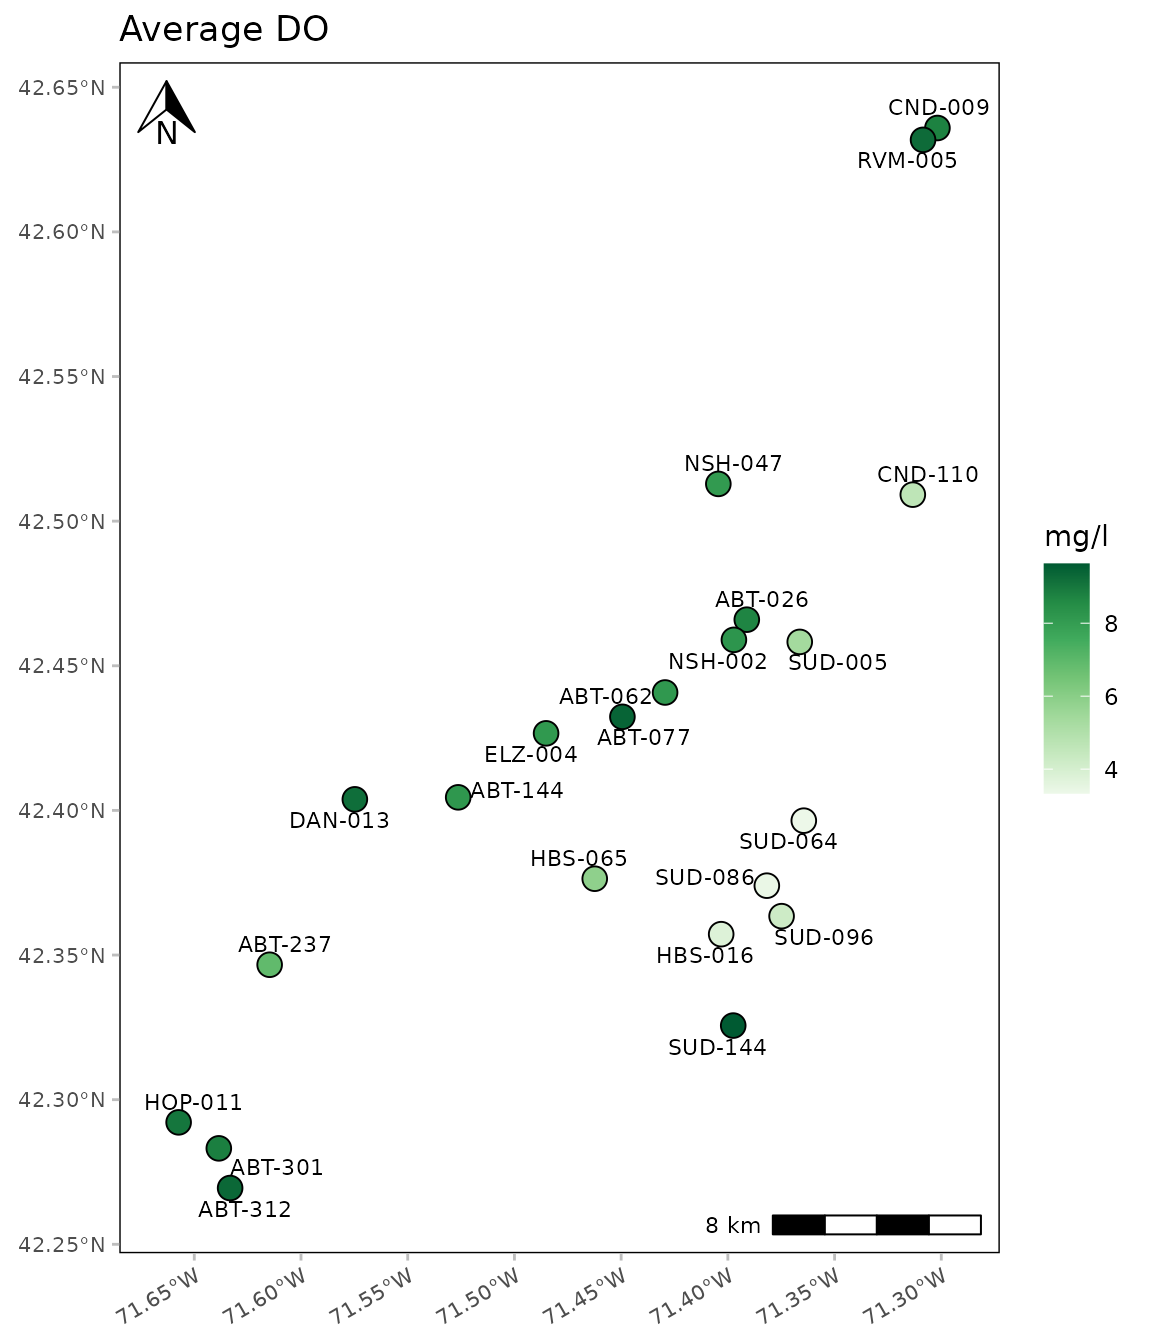 Average DO
42.65°N
42.60°N
42.55°N
42.50°N
42.45°N
42.40°N
42.35°N
42.30°N
42.25°N
N
CND-009
RVM-005
NSH-047
CND-110
ABT-026
NSH-002
SUD-005
ABT-062
ABT-077
ELZ-004
ABT-144
DAN-013
SUD-064
HBS-065
SUD-086
SUD-096
ABT-237
HBS-016
SUD-144
HOP-011
ABT-301
ABT-312
8 km
71.65°W
71.60°W
71.55°W
71.50°W
71.45°W
71.40°W
71.35°W
71.30°W
mg/l
8
6
4